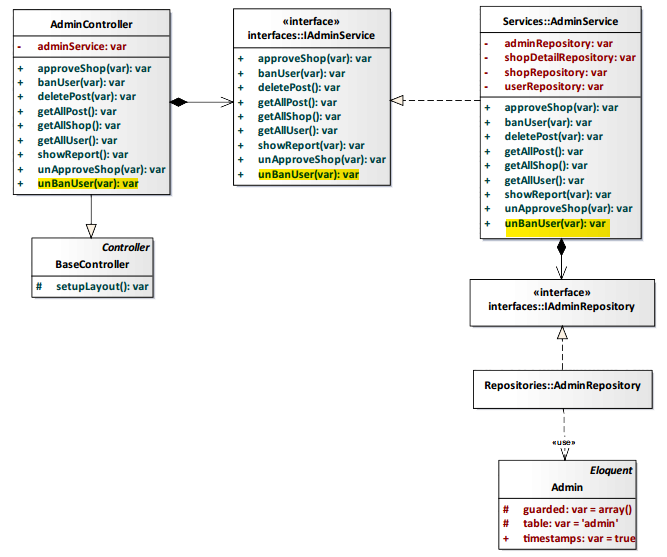 AdminController
- adminService: var
+ approveShop(var): var
+ banUser(var): var
+ deletePost(var): var
+ getAllPost(): var
+ getAllShop(): var
+ getAllUser(): var
+ showReport(): var
+ unApproveShop(var): var
+ unBanUser(var): var
«interface»
interfaces::IAdminService
+ approveShop(var): var
+ banUser(var): var
+ deletePost(): var
+ getAllPost(): var
+ getAllShop(): var
+ getAllUser(): var
+ showReport(var): var
+ unApproveShop(var): var
+ unBanUser(var): var
Services::AdminService
- adminRepository: var
- shopDetailRepository: var
- shopRepository: var
- userRepository: var
+ approveShop(var): var
+ banUser(var): var
+ deletePost(var): var
+ getAllPost(): var
+ getAllShop(): var
+ getAllUser(): var
+ showReport(var): var
+ unApproveShop(var): var
+ unBanUser(var): var
Controller
BaseController
# setupLayout(): var
«interface»
interfaces::IAdminRepository
Repositories::AdminRepository
«use»
Eloquent
Admin
# guarded: var = array()
# table: var = 'admin'
+ timestamps: var = true